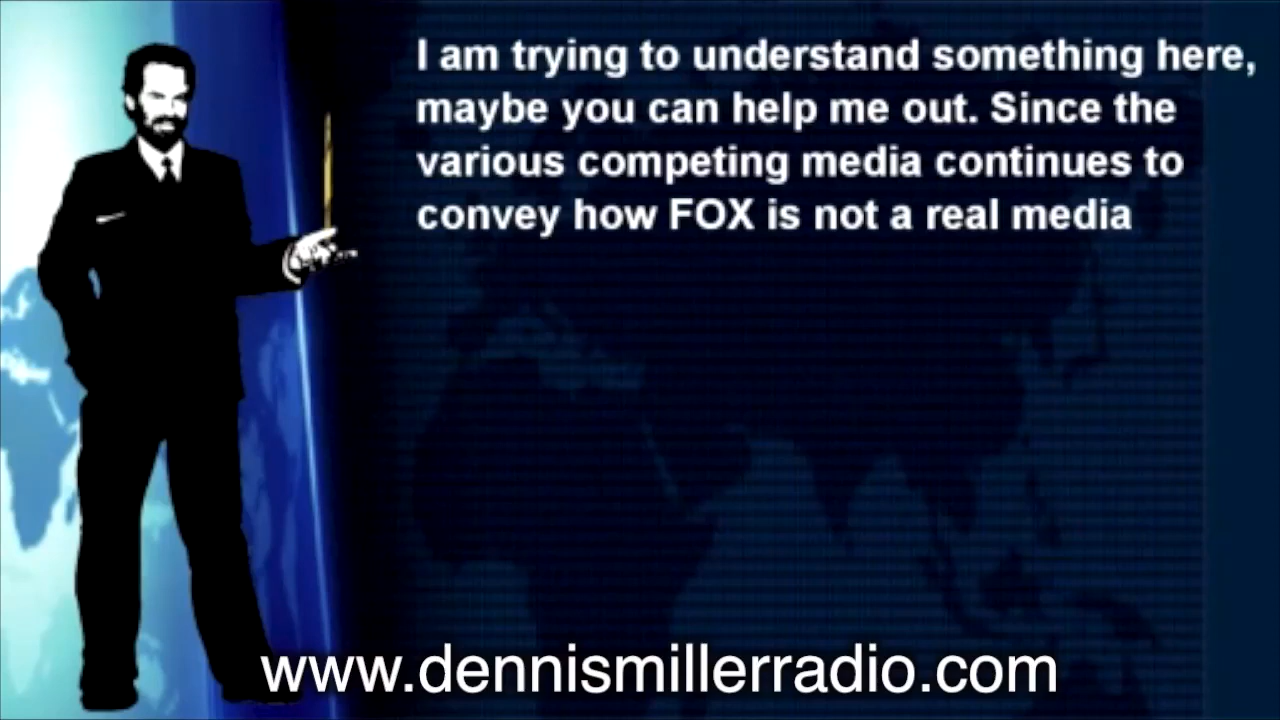 I am trying to understand something here,
maybe you can help me out. Since the
various competing media continues to
convey how FOX is not a real media
www.dennismillerradio.com